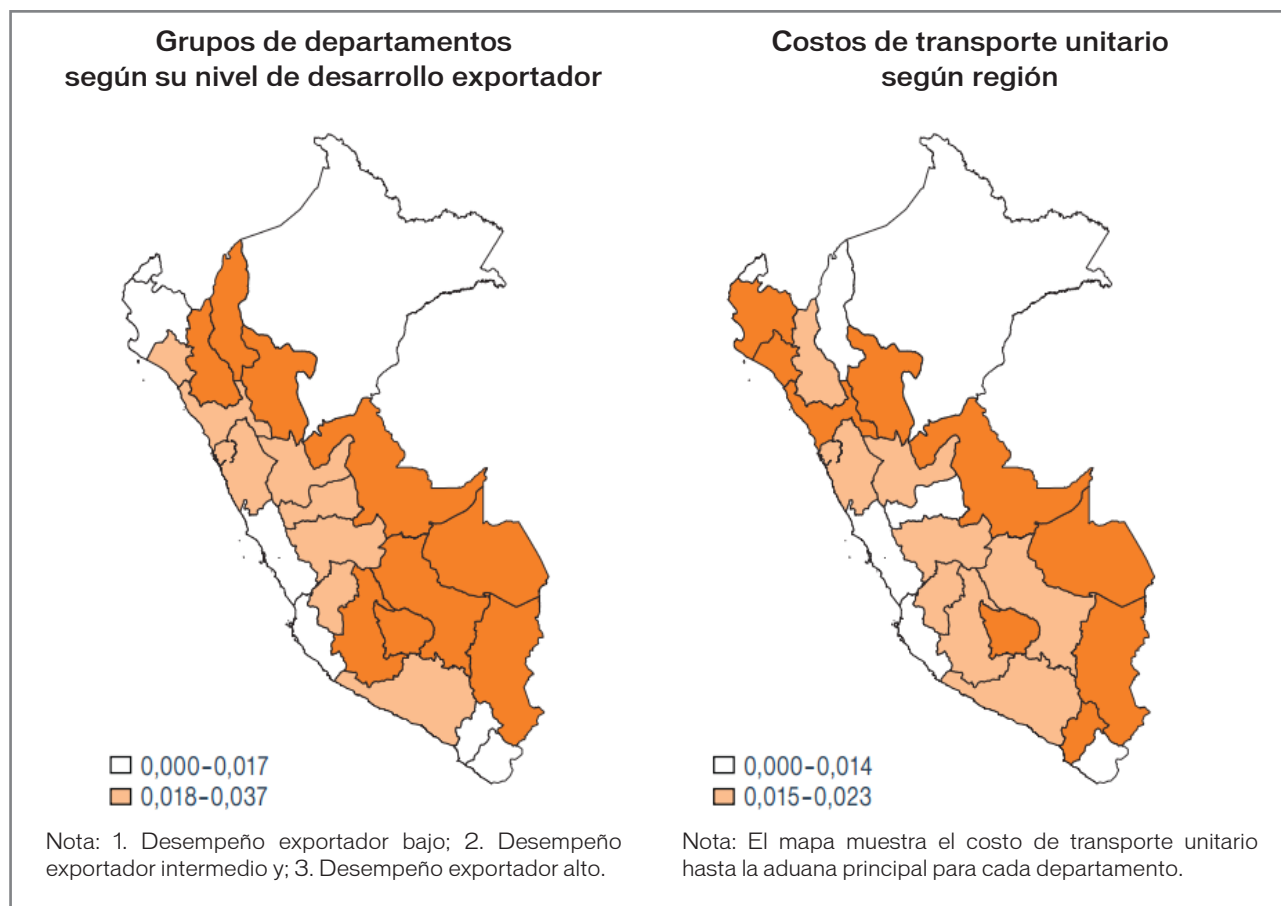 Grupos de departamentos
según su nivel de desarrollo exportador
0,000–0,017
0,018–0,037
Nota: 1. Desempeño exportador bajo; 2. Desempeño
exportador intermedio y; 3. Desempeño exportador alto.
Costos de transporte unitario
según región
0,000–0,014
0,015–0,023
Nota: El mapa muestra el costo de transporte unitario
hasta la aduana principal para cada departamento.